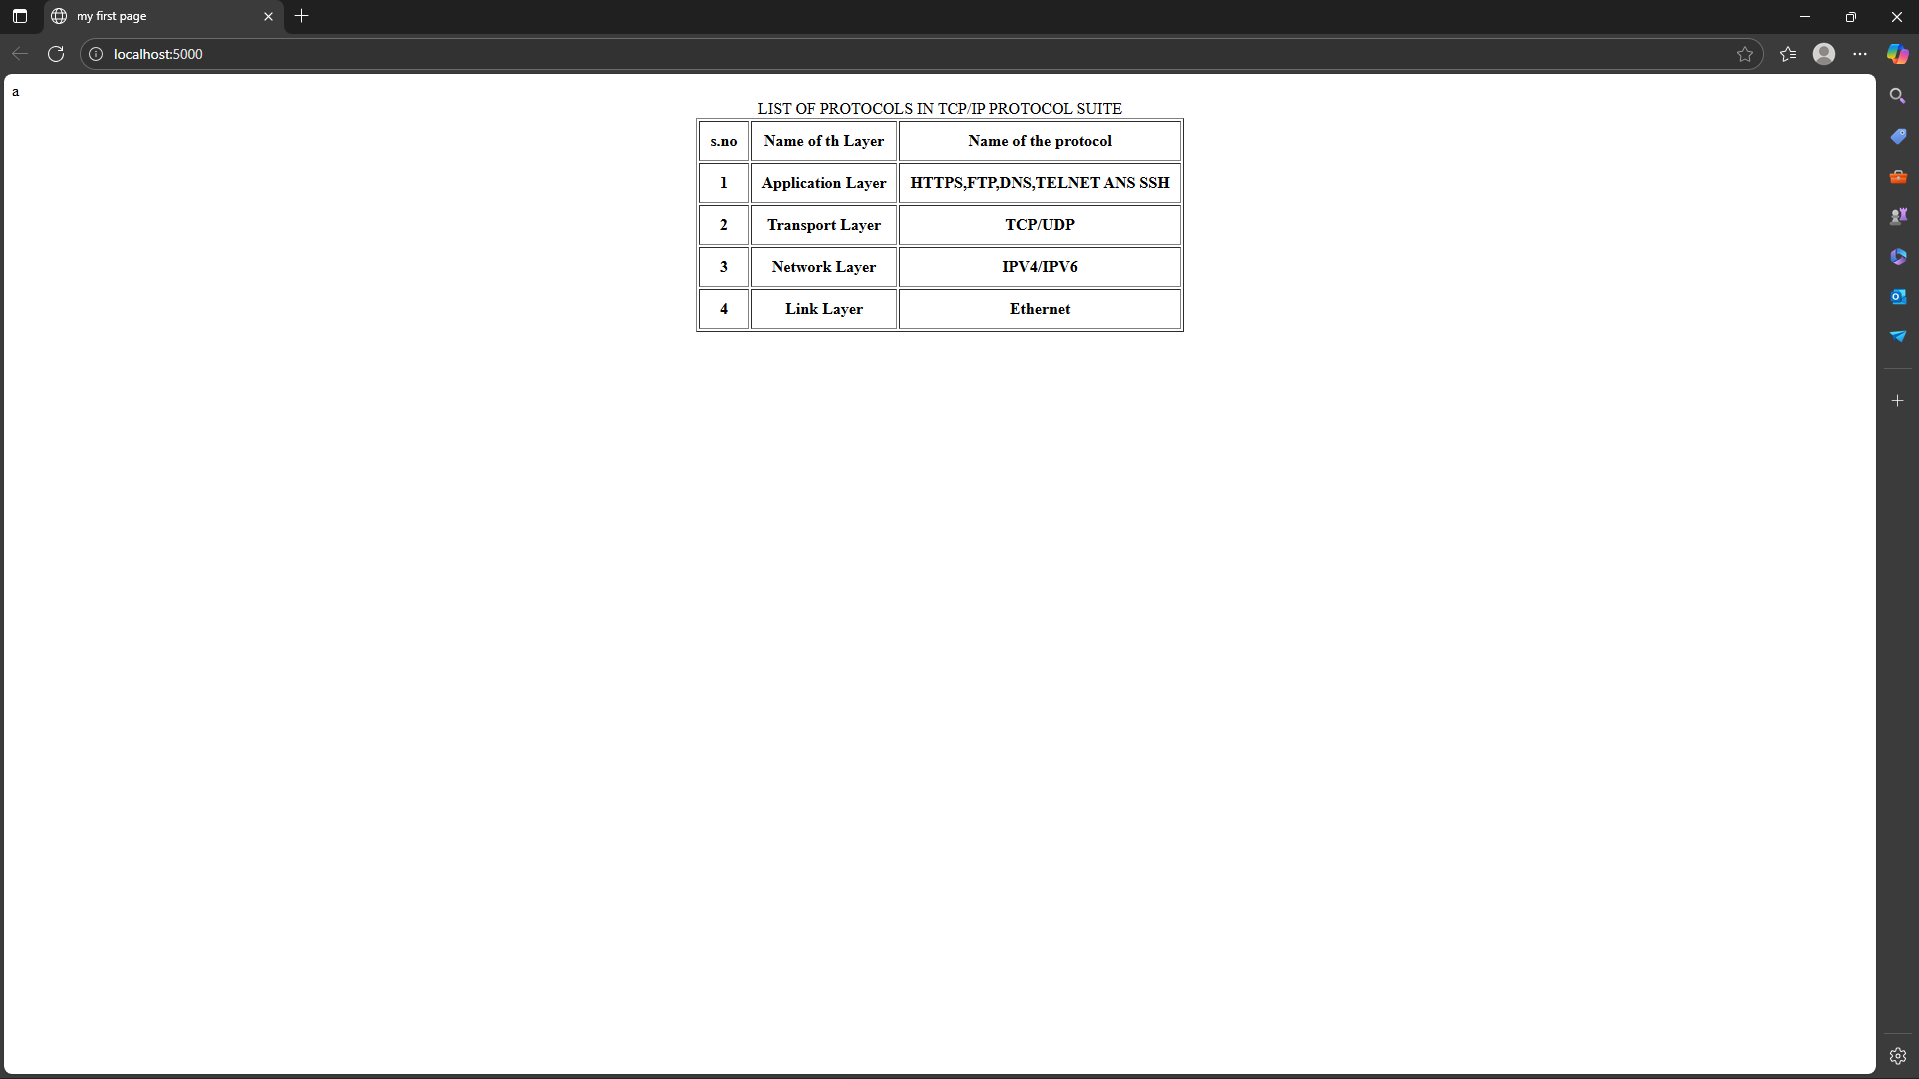 my first page
localhost:5000
a
LIST OF PROTOCOLS IN TCP/IP PROTOCOL SUITE
s.no Name of th Layer Name of the protocol
1 Application Layer HTTPS,FTP,DNS,TELNET ANS SSH
2 Transport Layer TCP/UDP
3 Network Layer IPV4/IPV6
4 Link Layer Ethernet